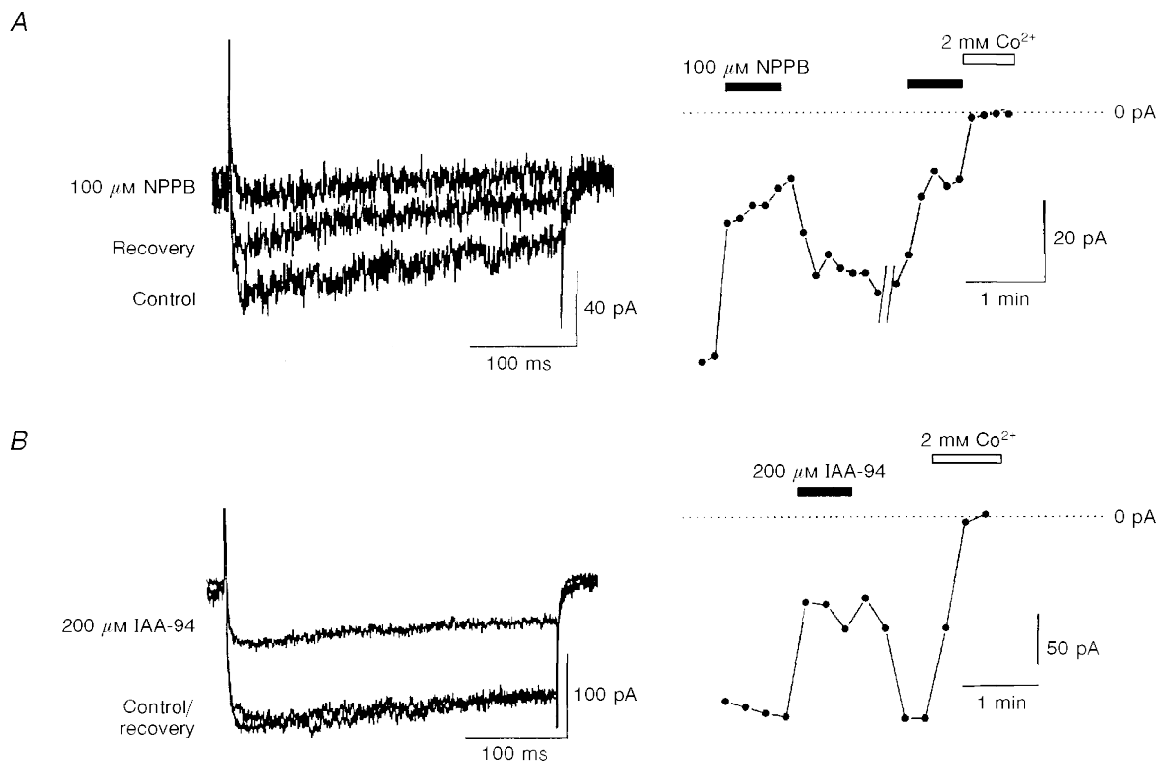 A
100 μM NPPB
Recovery
Control
40 pA
100 ms
2 mM Co²⁺
100 μM NPPB
0 pA
20 pA
1 min
B
200 μM IAA-94
Control/
recovery
100 pA
100 ms
2 mM Co²⁺
200 μM IAA-94
0 pA
50 pA
1 min